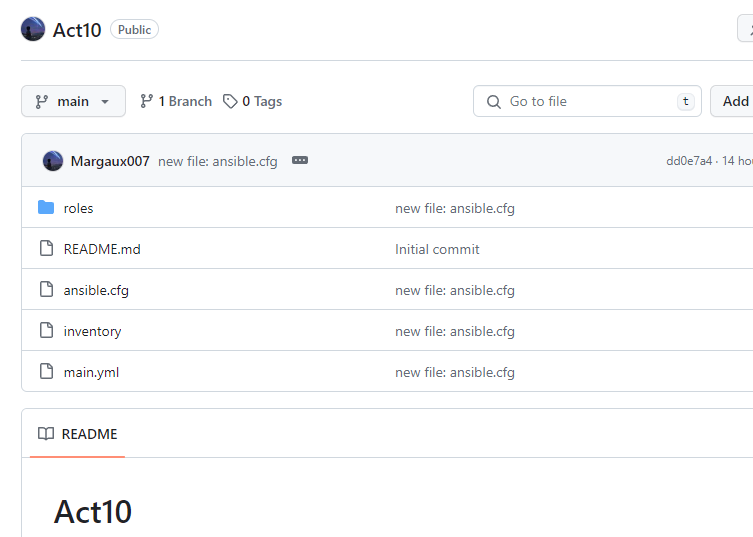 Act10 Public
main 1 Branch 0 Tags Go to file t Add
Margaux007 new file: ansible.cfg dd0e7a4 · 14 hou
roles new file: ansible.cfg
README.md Initial commit
ansible.cfg new file: ansible.cfg
inventory new file: ansible.cfg
main.yml new file: ansible.cfg
README
Act10